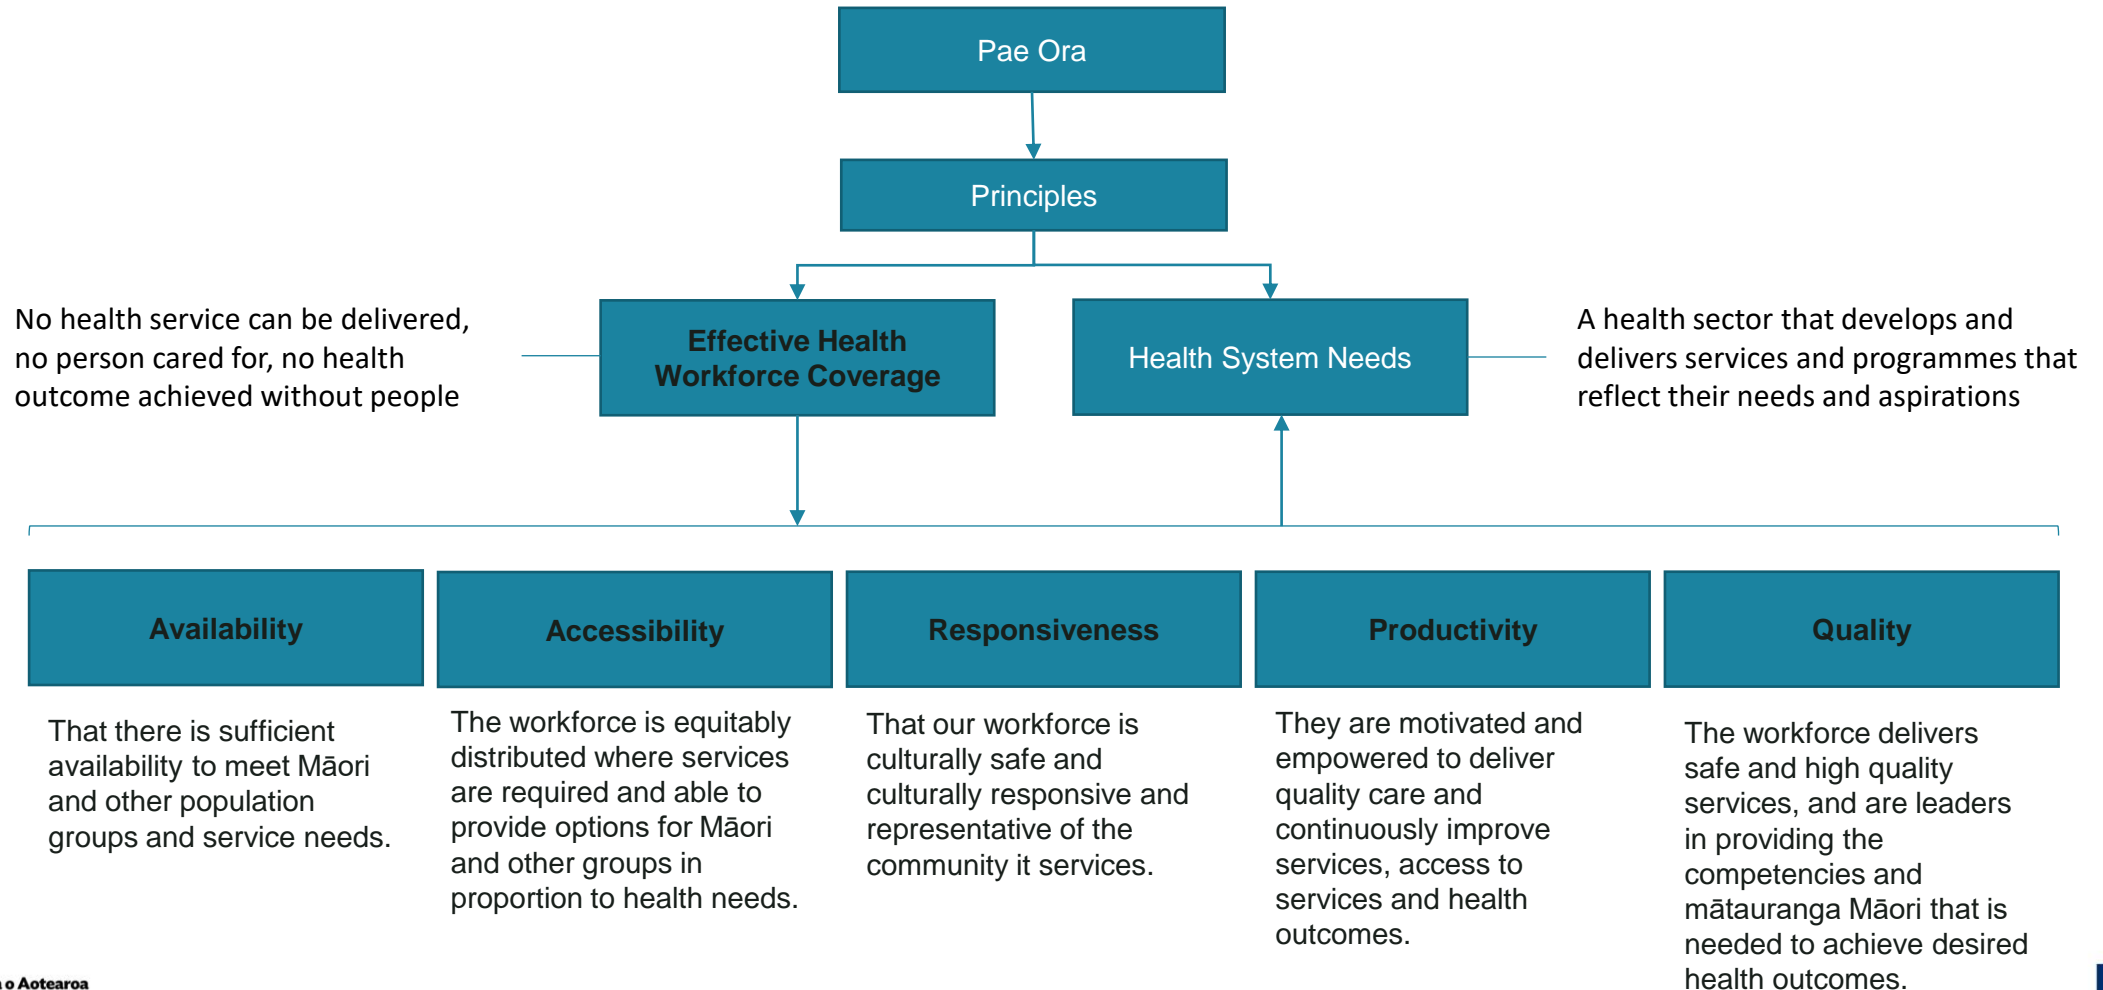 Pae Ora
Principles
No health service can be delivered,
no person cared for, no health
outcome achieved without people
Effective Health
Workforce Coverage
Health System Needs
A health sector that develops and
delivers services and programmes that
reflect their needs and aspirations
Availability
Accessibility
Responsiveness
Productivity
Quality
That there is sufficient
availability to meet Māori
and other population
groups and service needs.
The workforce is equitably
distributed where services
are required and able to
provide options for Māori
and other groups in
proportion to health needs.
That our workforce is
culturally safe and
culturally responsive and
representative of the
community it services.
They are motivated and
empowered to deliver
quality care and
continuously improve
services, access to
services and health
outcomes.
The workforce delivers
safe and high quality
services, and are leaders
in providing the
competencies and
mātauranga Māori that is
needed to achieve desired
health outcomes.
o Aotearoa